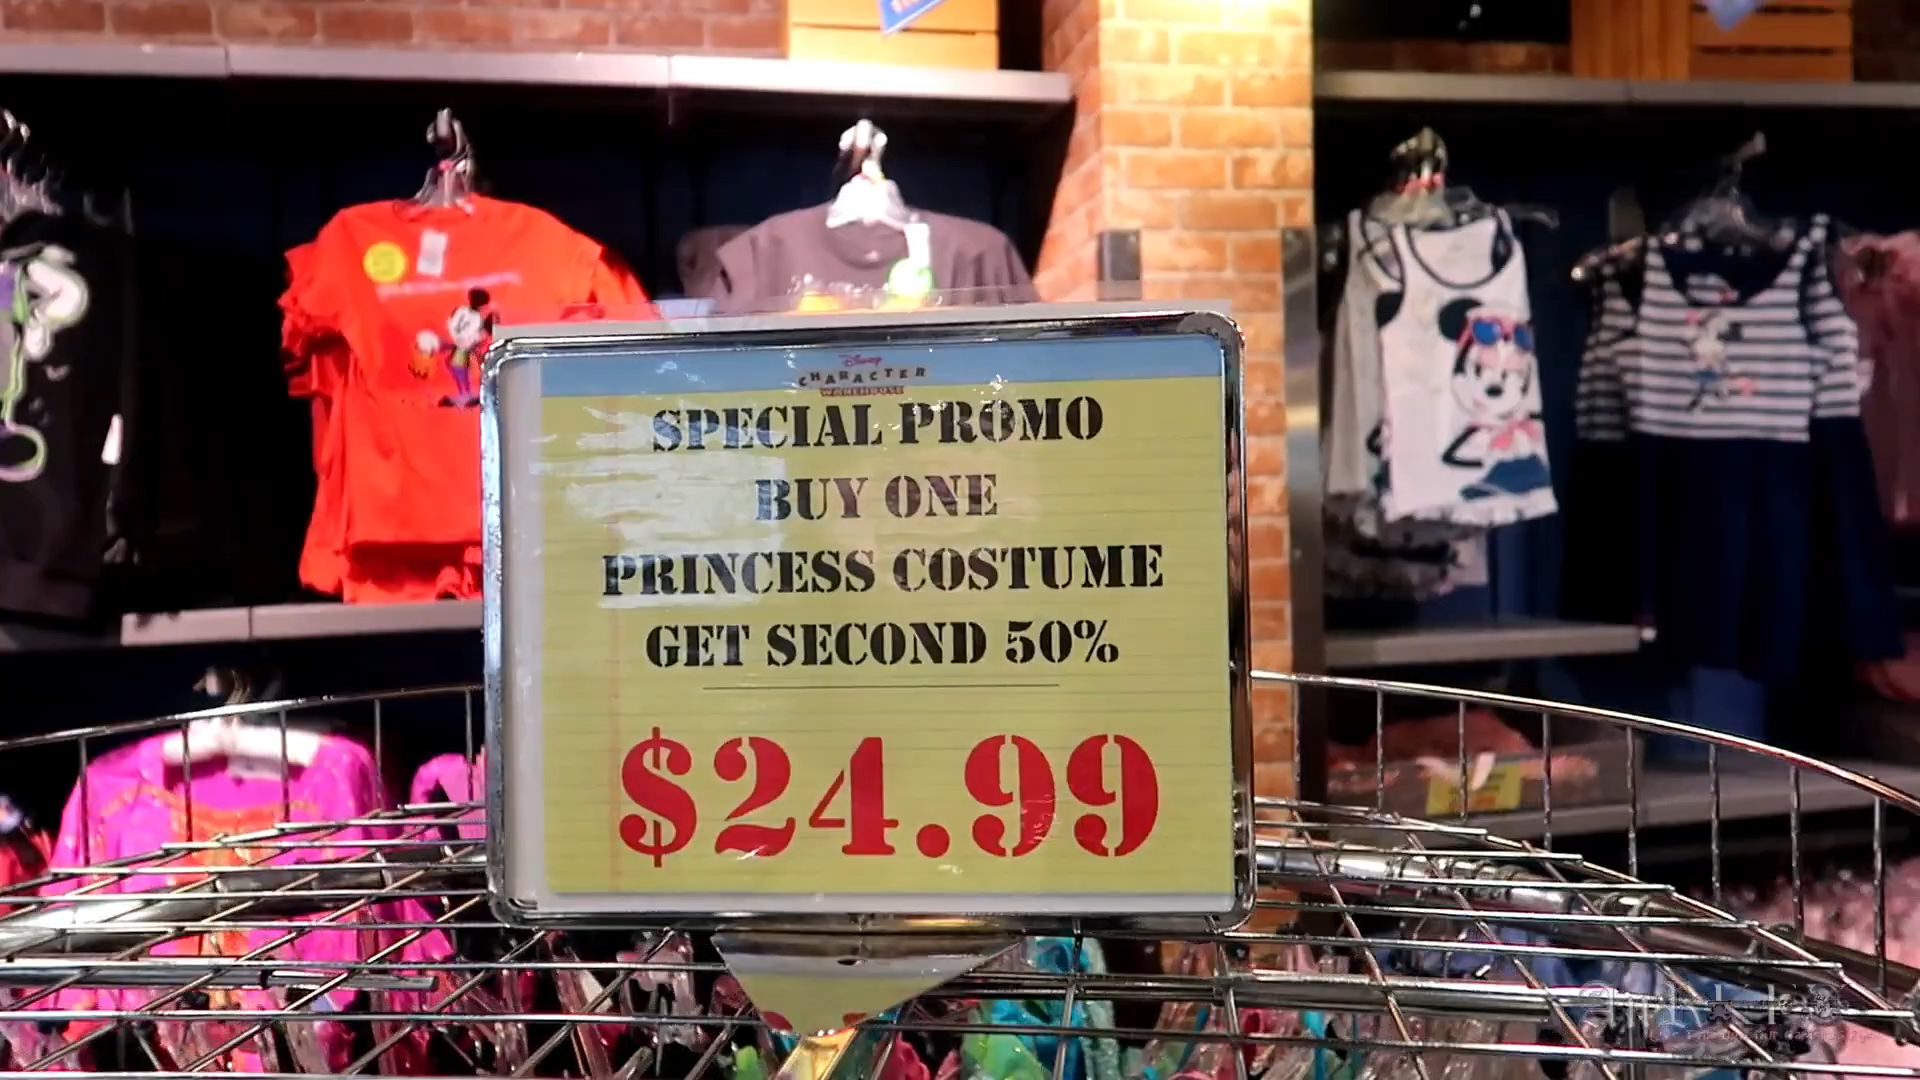 Disney
CHARACTER
WAREHOUSE
SPECIAL PROMO
BUY ONE
PRINCESS COSTUME
GET SECOND 50%
$24.99